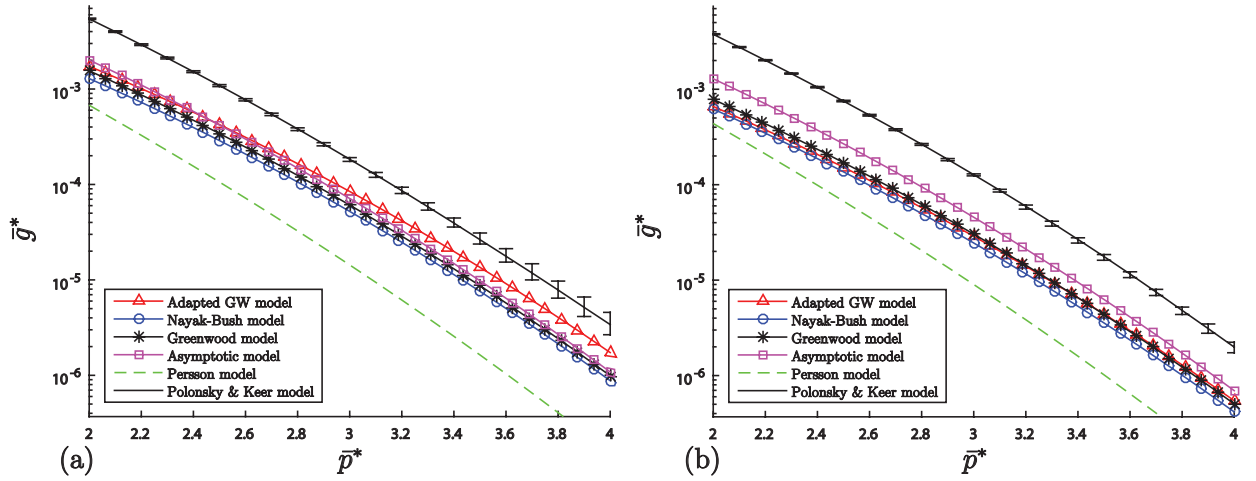 10^-3
10^-4
10^-5
10^-6
ḡ*
Adapted GW model
Nayak-Bush model
Greenwood model
Asymptotic model
Persson model
Polonsky & Keer model
2 2.2 2.4 2.6 2.8 3 3.2 3.4 3.6 3.8 4
(a) p̄*
10^-3
10^-4
10^-5
10^-6
ḡ*
Adapted GW model
Nayak-Bush model
Greenwood model
Asymptotic model
Persson model
Polonsky & Keer model
2 2.2 2.4 2.6 2.8 3 3.2 3.4 3.6 3.8 4
(b) p̄*